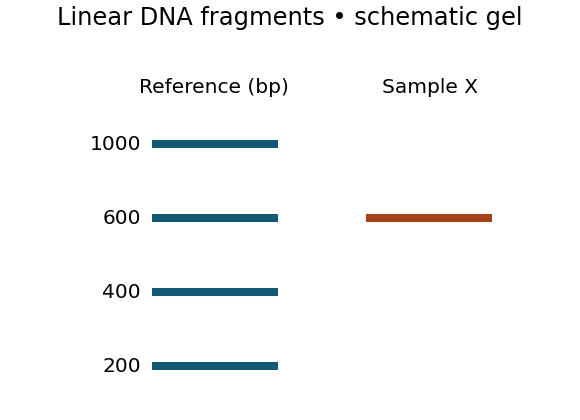 Linear DNA fragments • schematic gel
Reference (bp) Sample X
1000
600
400
200